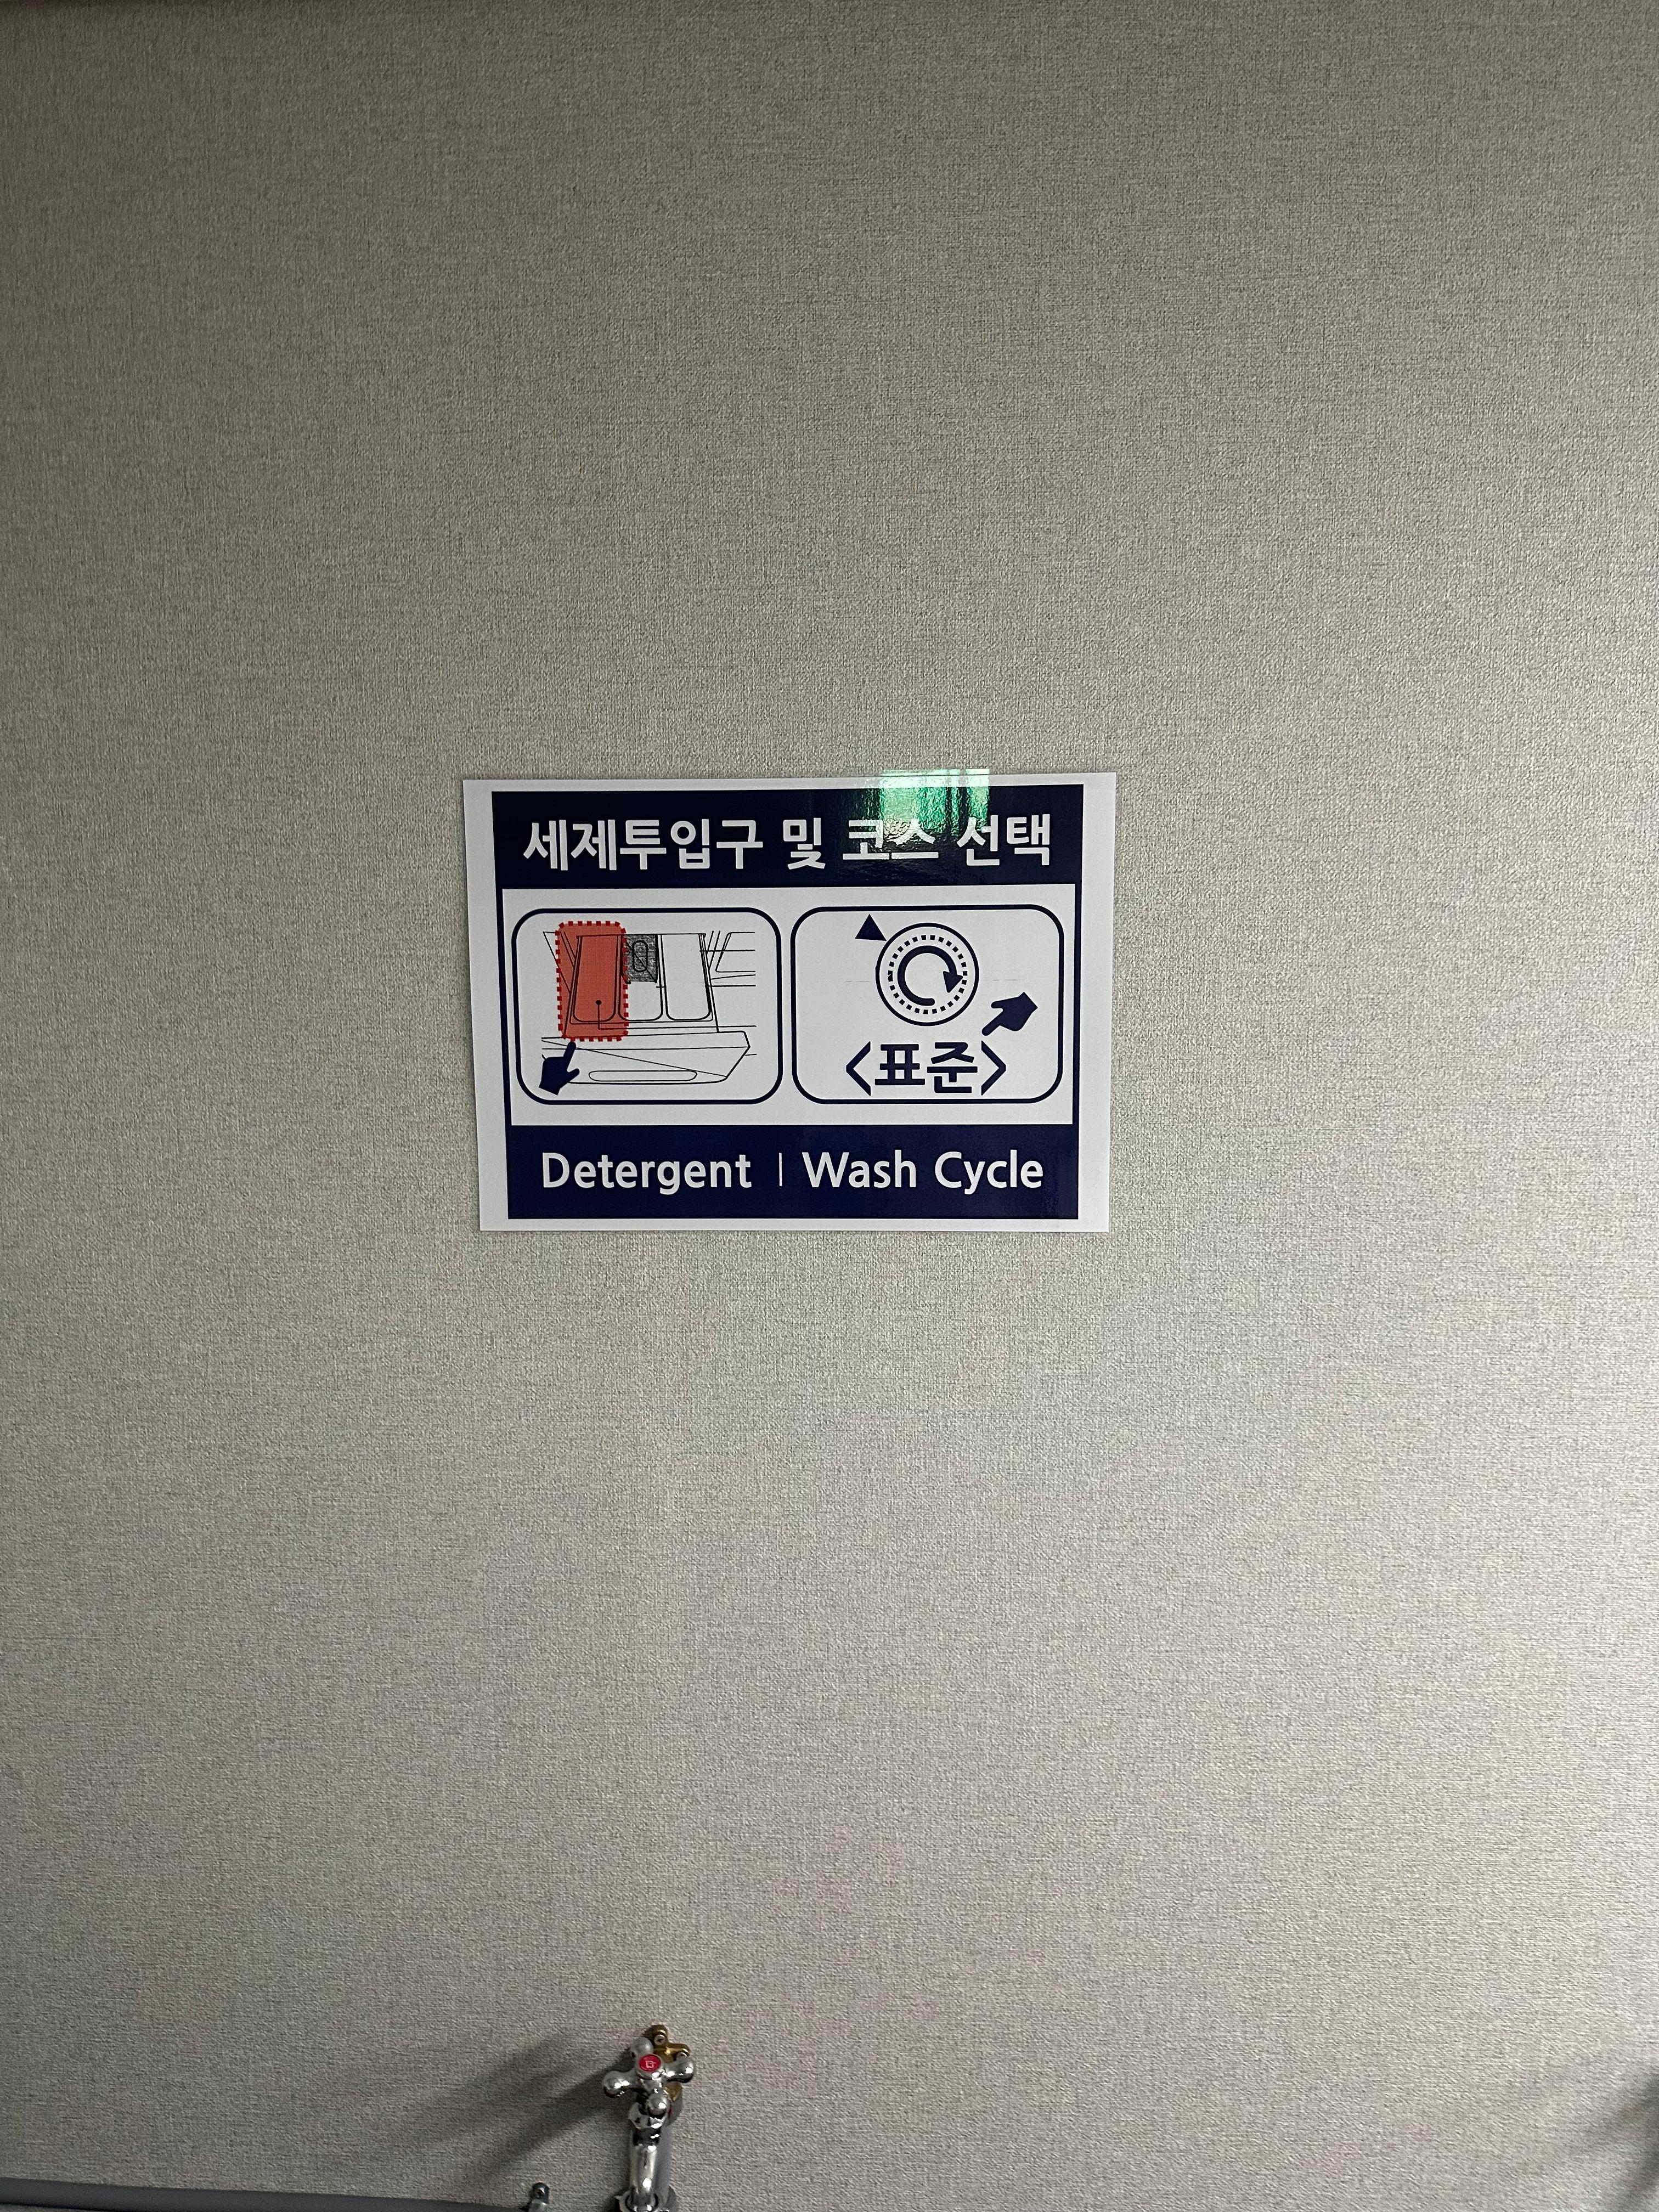 세제투입구 및 코스 선택
<표준>
Detergent | Wash Cycle